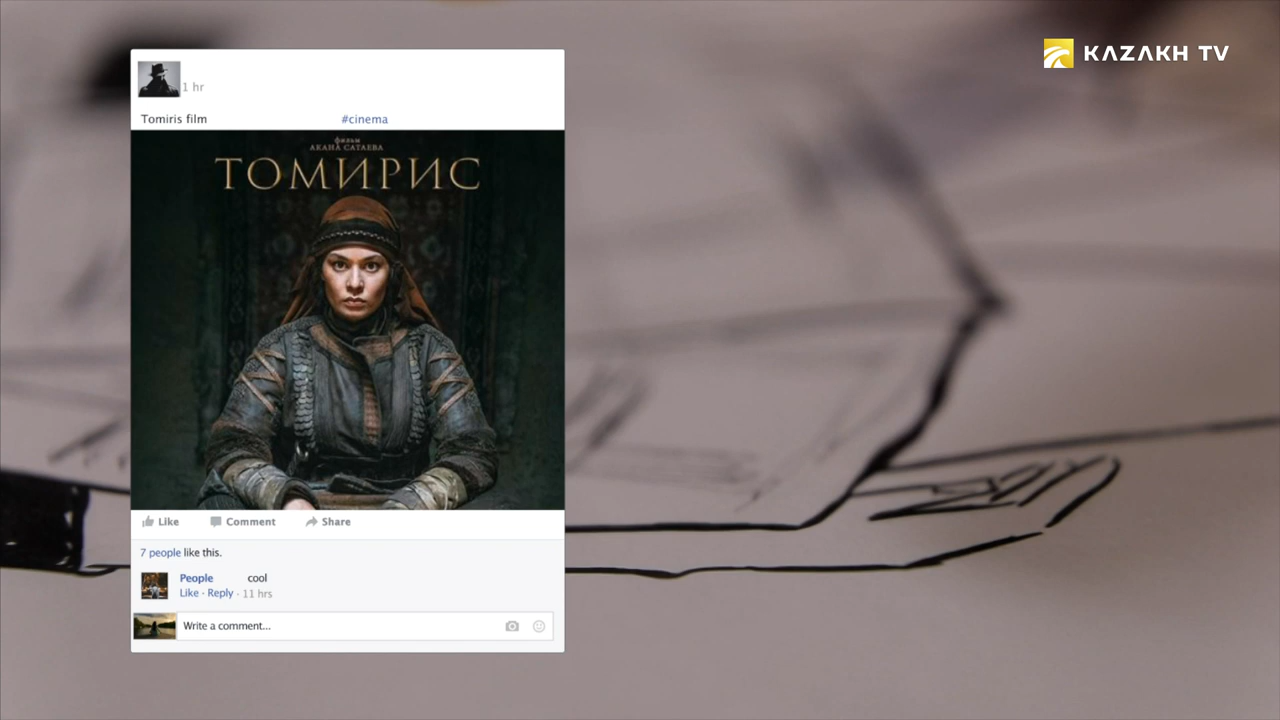 KAZAKH TV
1 hr
Tomiris film #cinema
фильм
АКАНА САТАЕВА
ТОМИРИС
Like Comment Share
7 people like this.
People cool
Like · Reply · 11 hrs
Write a comment...